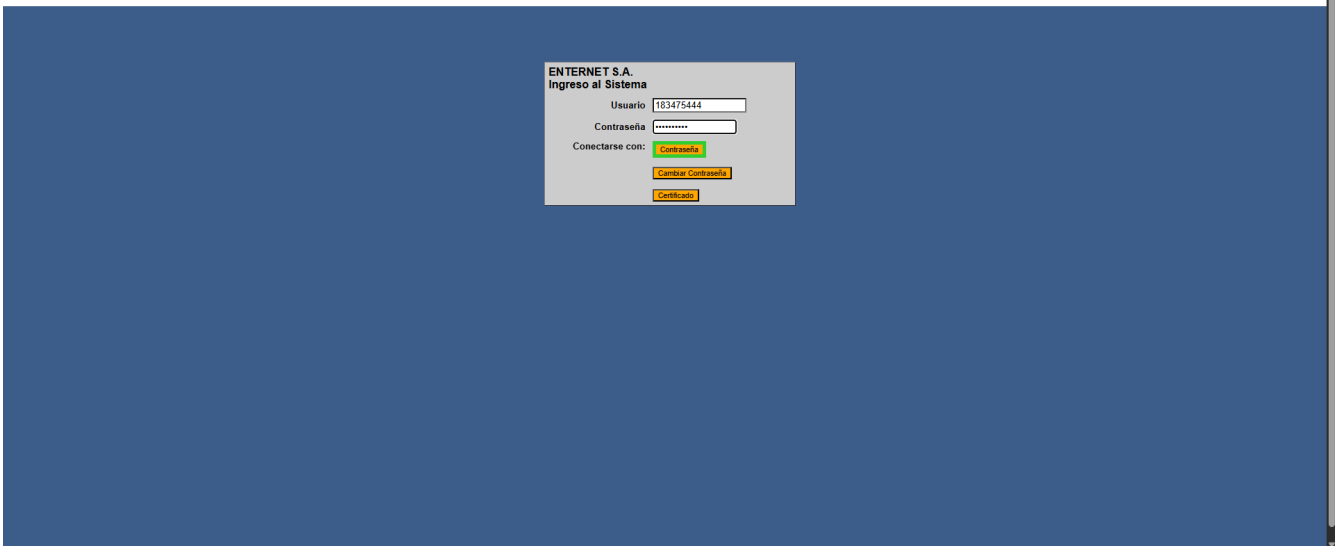 ENTERNET S.A.
Ingreso al Sistema
Usuario 183475444
Contraseña ••••••••••
Conectarse con: Contraseña
Cambiar Contraseña
Certificado